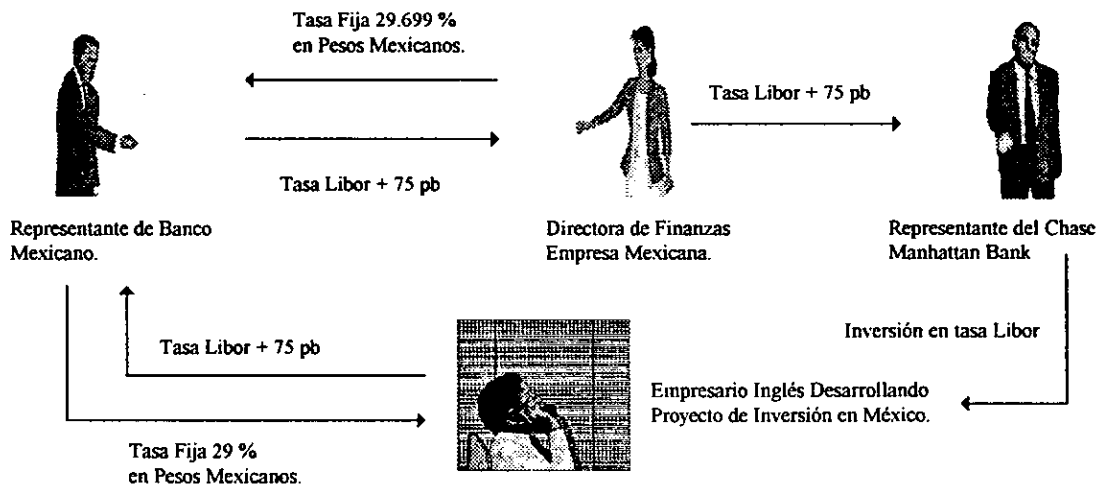 Tasa Fija 29.699 %
en Pesos Mexicanos.
Tasa Libor + 75 pb
Tasa Libor + 75 pb
Representante de Banco
Mexicano.
Directora de Finanzas
Empresa Mexicana.
Representante del Chase
Manhattan Bank
Tasa Libor + 75 pb
Inversión en tasa Libor
Empresario Inglés Desarrollando
Proyecto de Inversión en México.
Tasa Fija 29 %
en Pesos Mexicanos.